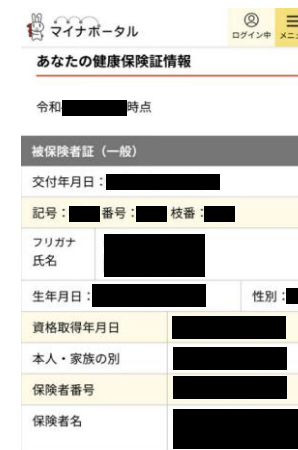 マイナポータル
ログイン中 メニ
あなたの健康保険証情報
令和 時点
被保険者証（一般）
交付年月日：
記号： 番号： 枝番：
フリガナ
氏名
生年月日： 性別：
資格取得年月日
本人・家族の別
保険者番号
保険者名